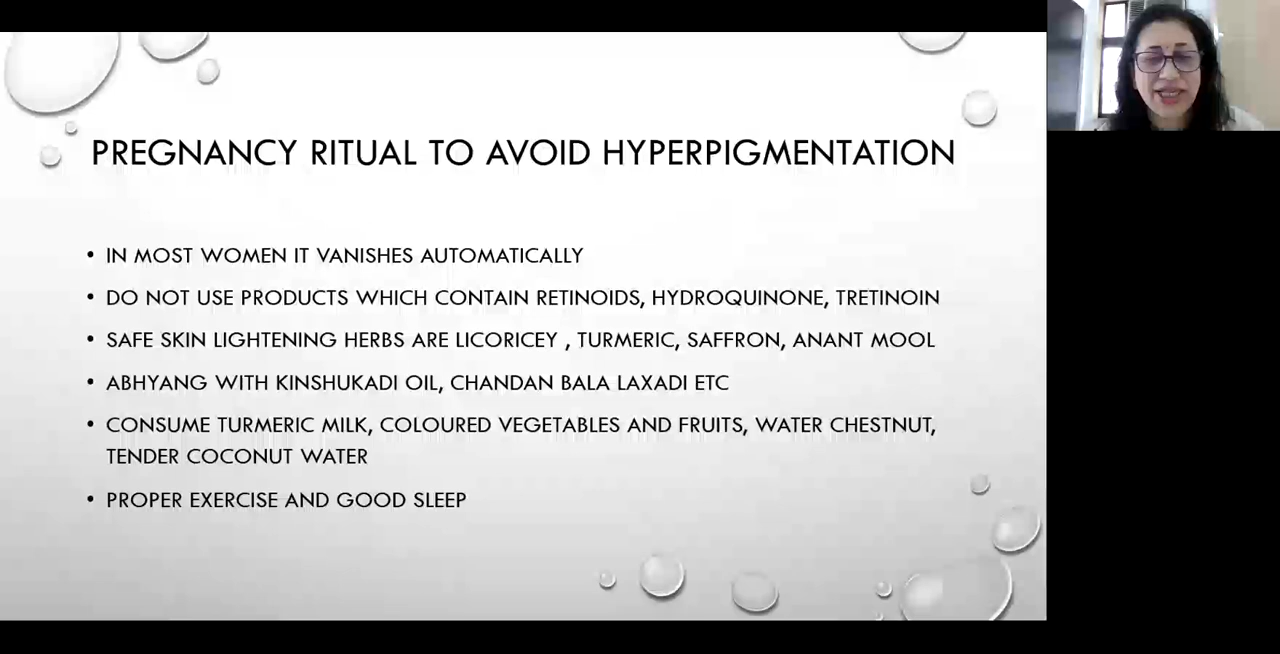 PREGNANCY RITUAL TO AVOID HYPERPIGMENTATION
• IN MOST WOMEN IT VANISHES AUTOMATICALLY
• DO NOT USE PRODUCTS WHICH CONTAIN RETINOIDS, HYDROQUINONE, TRETINOIN
• SAFE SKIN LIGHTENING HERBS ARE LICORICEY , TURMERIC, SAFFRON, ANANT MOOL
• ABHYANG WITH KINSHUKADI OIL, CHANDAN BALA LAXADI ETC
• CONSUME TURMERIC MILK, COLOURED VEGETABLES AND FRUITS, WATER CHESTNUT,
TENDER COCONUT WATER
• PROPER EXERCISE AND GOOD SLEEP